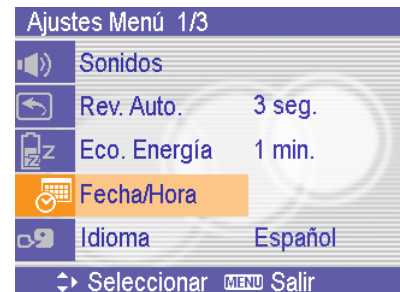 Ajustes Menú 1/3
Sonidos
Rev. Auto. 3 seg.
Eco. Energía 1 min.
Fecha/Hora
Idioma Español
Seleccionar MENU Salir